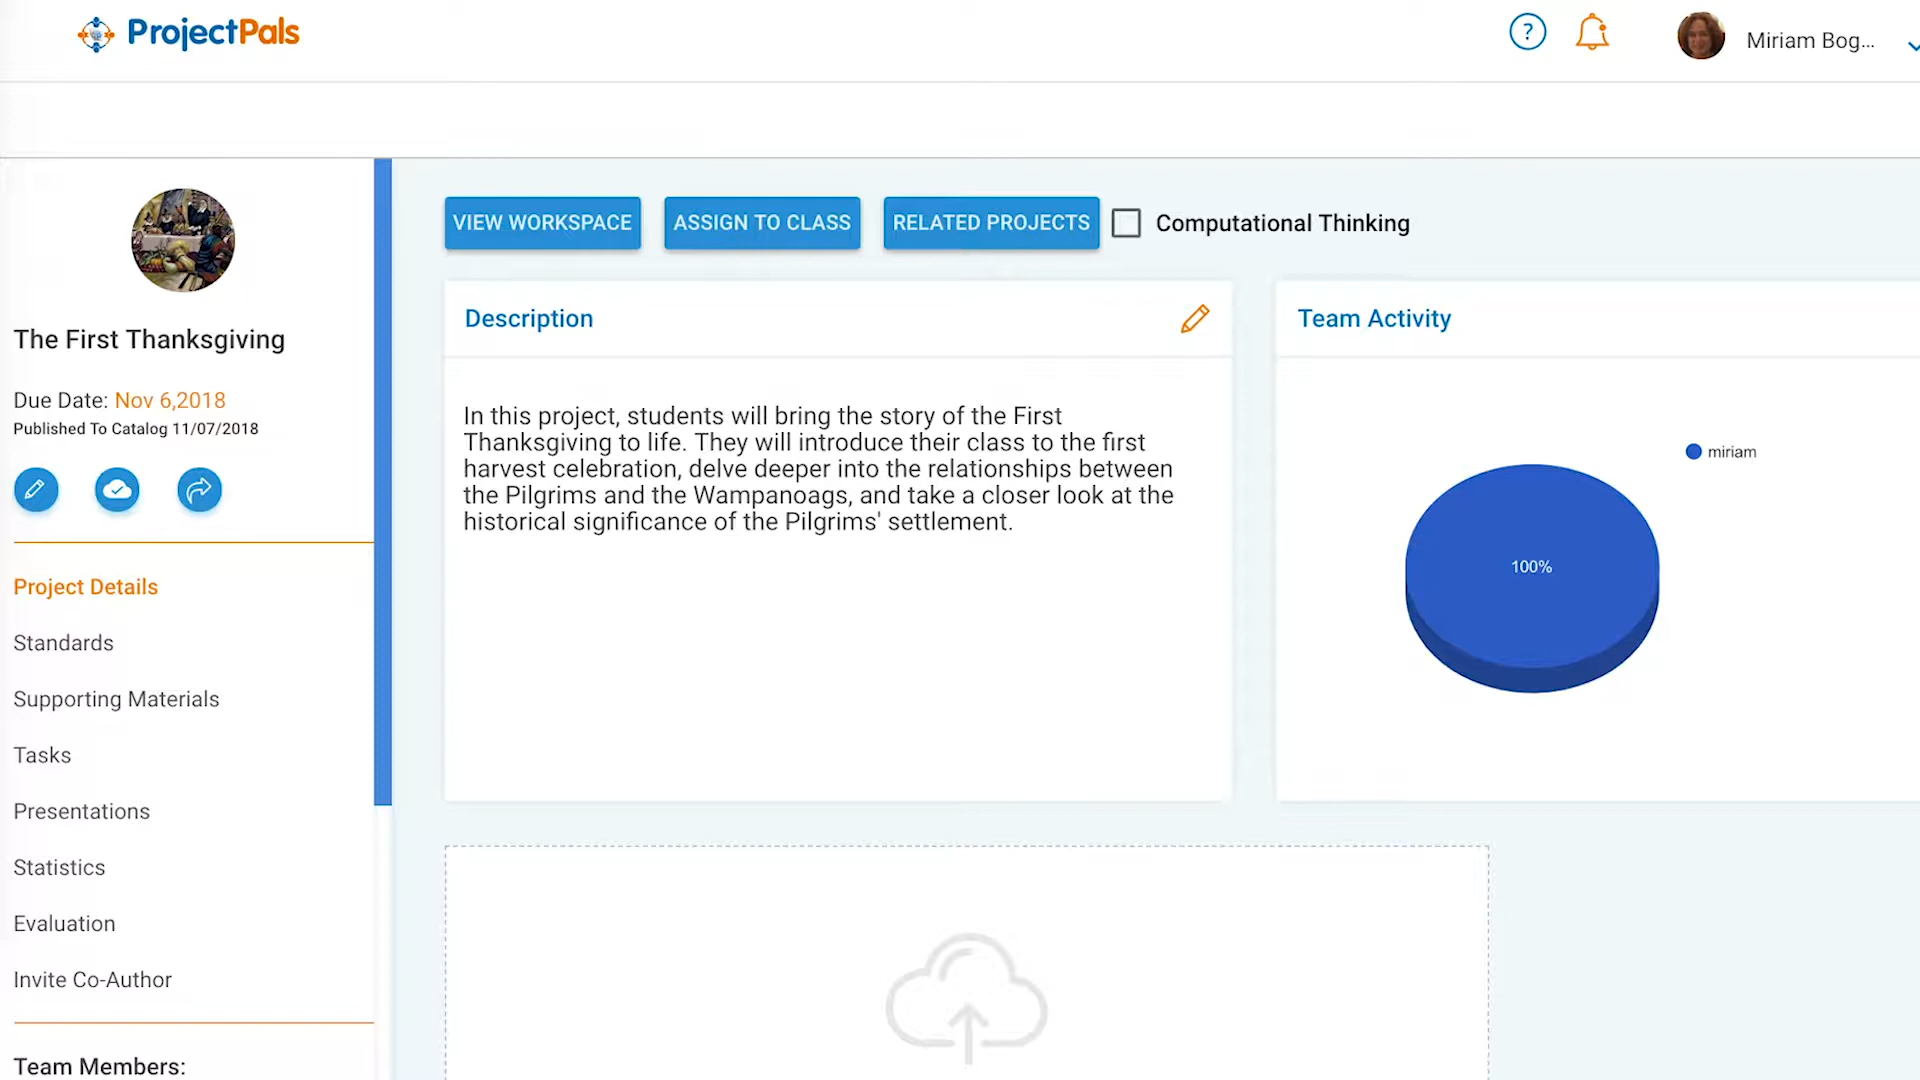 ProjectPals
?
Miriam Bog...
VIEW WORKSPACE
ASSIGN TO CLASS
RELATED PROJECTS
Computational Thinking
The First Thanksgiving
Due Date: Nov 6,2018
Published To Catalog 11/07/2018
Project Details
Standards
Supporting Materials
Tasks
Presentations
Statistics
Evaluation
Invite Co-Author
Team Members:
Description
In this project, students will bring the story of the First
Thanksgiving to life. They will introduce their class to the first
harvest celebration, delve deeper into the relationships between
the Pilgrims and the Wampanoags, and take a closer look at the
historical significance of the Pilgrims' settlement.
Team Activity
miriam
100%